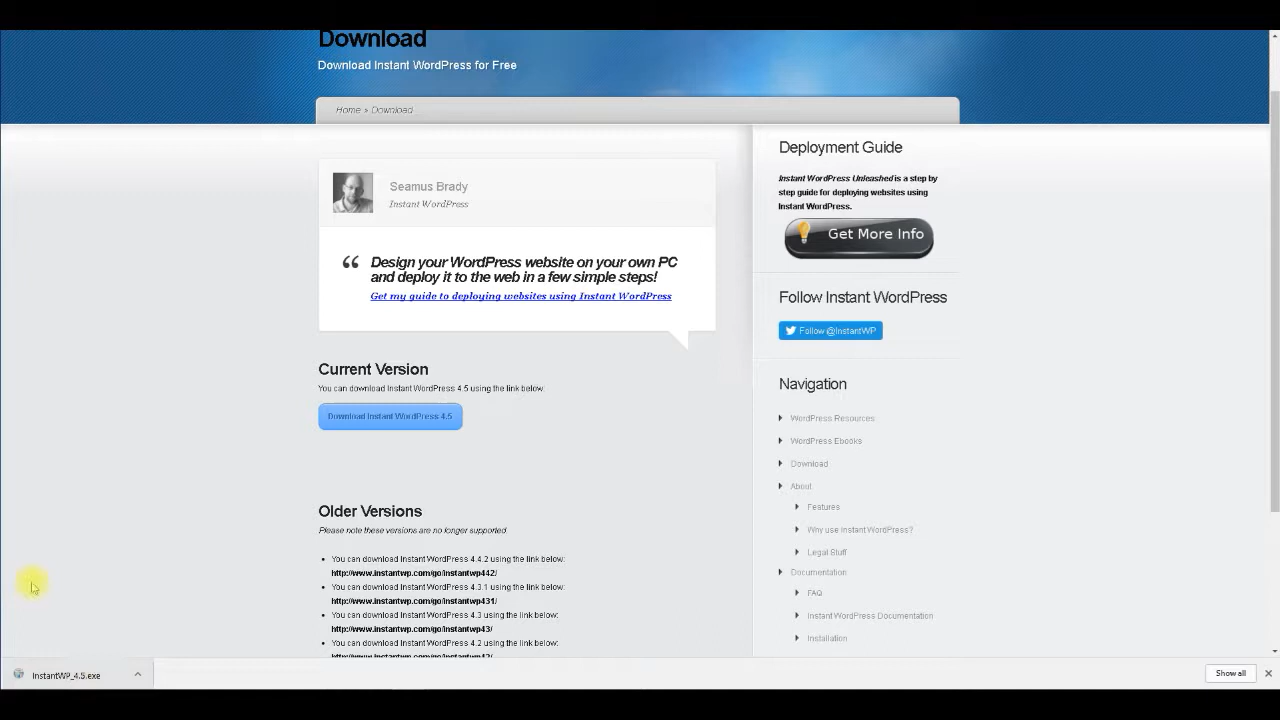 Download
Download Instant WordPress for Free
Home » Download
Seamus Brady
Instant WordPress
“ Design your WordPress website on your own PC
and deploy it to the web in a few simple steps!
Get my guide to deploying websites using Instant WordPress
Current Version
You can download Instant WordPress 4.5 using the link below:
Download Instant WordPress 4.5
Older Versions
Please note these versions are no longer supported.
You can download Instant WordPress 4.4.2 using the link below:
http://www.instantwp.com/go/instantwp442/
You can download Instant WordPress 4.3.1 using the link below:
http://www.instantwp.com/go/instantwp431/
You can download Instant WordPress 4.3 using the link below:
http://www.instantwp.com/go/instantwp43/
You can download Instant WordPress 4.2 using the link below:
http://www.instantwp.com/go/instantwp42/
Deployment Guide
Instant WordPress Unleashed is a step by
step guide for deploying websites using
Instant WordPress.
Get More Info
Follow Instant WordPress
Follow @InstantWP
Navigation
WordPress Resources
WordPress Ebooks
Download
About
Features
Why use Instant WordPress?
Legal Stuff
Documentation
FAQ
Instant WordPress Documentation
Installation
InstantWP_4.5.exe
Show all